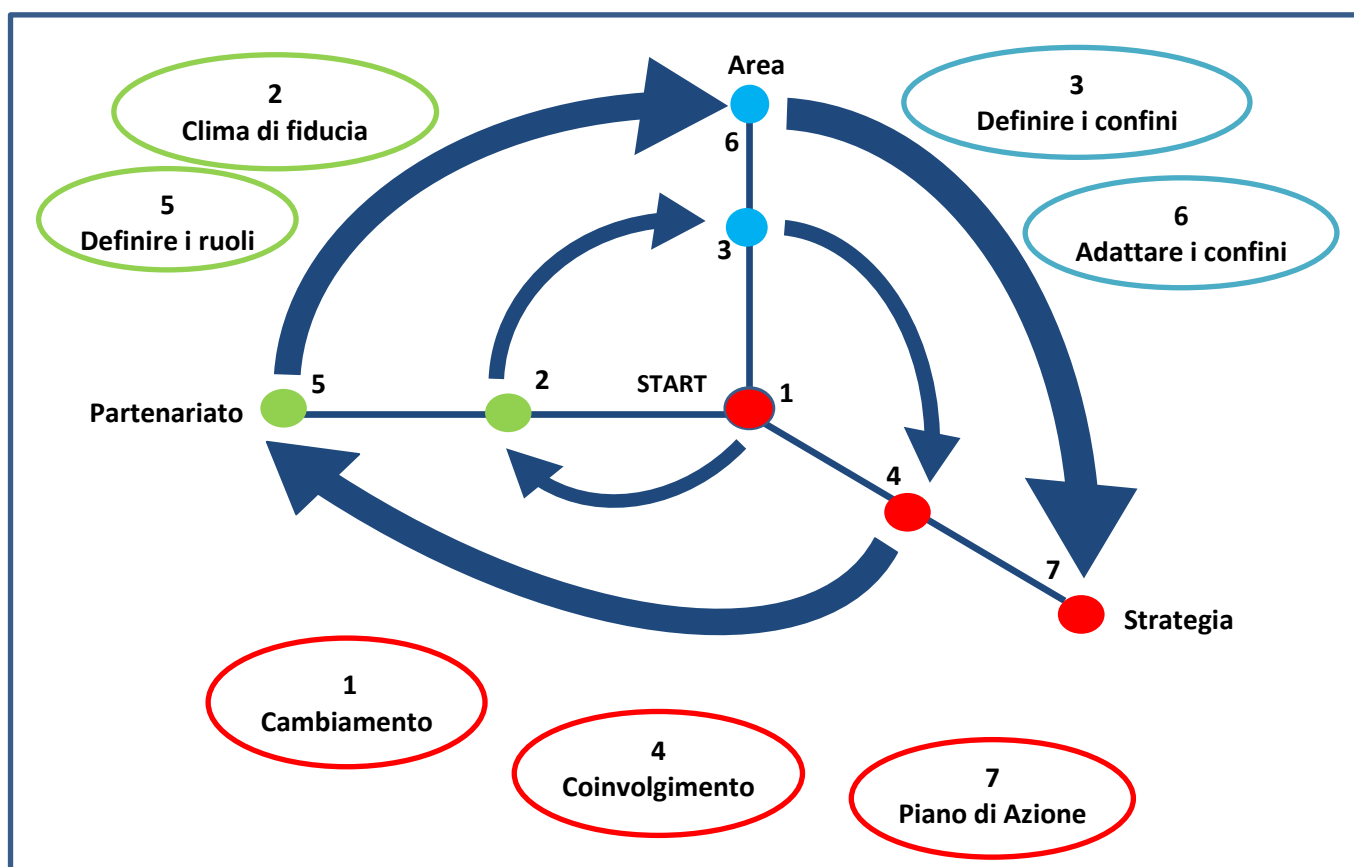 2
Clima di fiducia
5
Definire i ruoli
Area
6
3
3
Definire i confini
6
Adattare i confini
Partenariato
5
2
START
1
4
7
Strategia
1
Cambiamento
4
Coinvolgimento
7
Piano di Azione